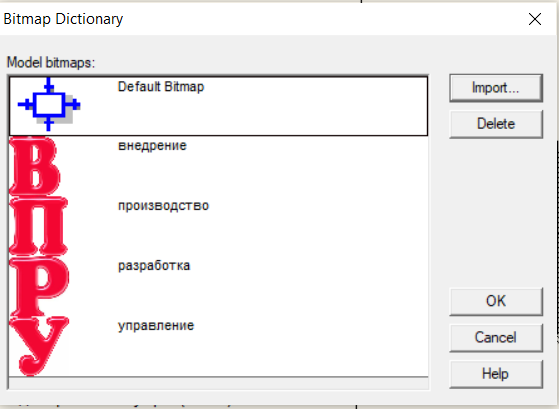 Bitmap Dictionary
Model bitmaps:
Default Bitmap
Import...
Delete
В
внедрение
П
производство
Р
разработка
У
управление
OK
Cancel
Help